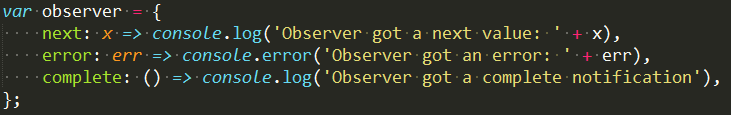 var observer = {
    next: x => console.log('Observer got a next value: ' + x),
    error: err => console.error('Observer got an error: ' + err),
    complete: () => console.log('Observer got a complete notification'),
};